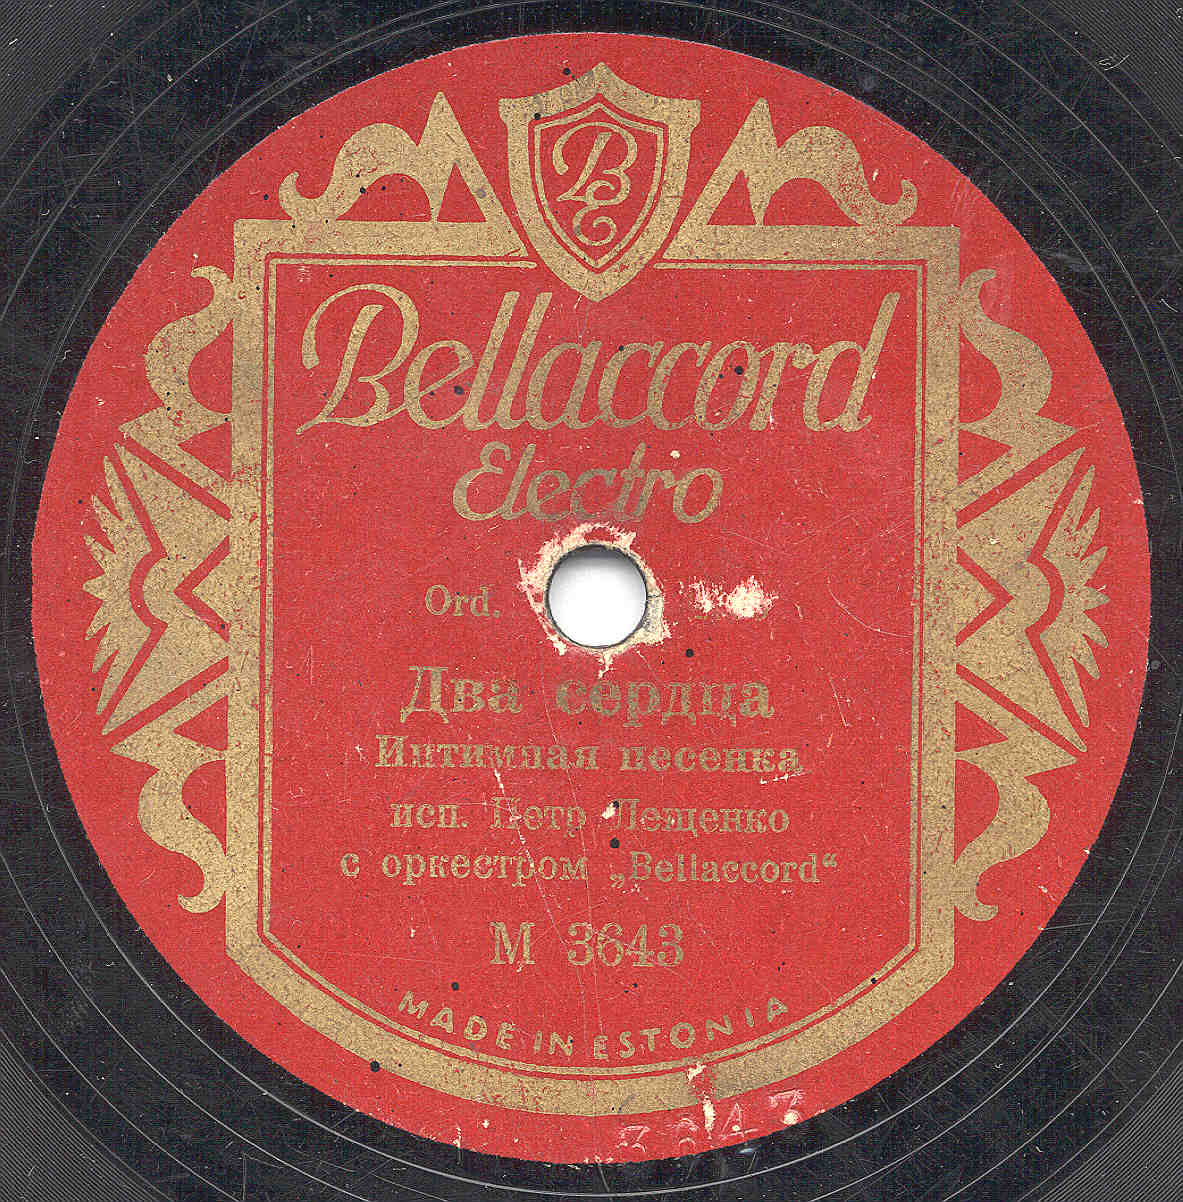 BE
Bellaccord
Electro
Ord.
Два сердца
Интимная песенка
исп. Петр Лещенко
с оркестром „Bellaccord“
M 3643
MADE IN ESTONIA